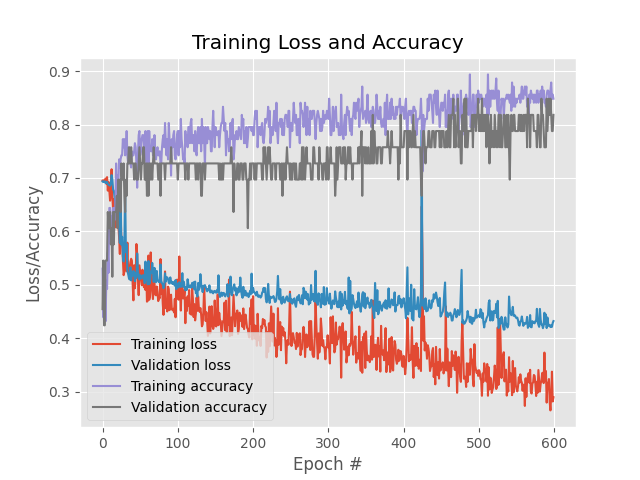 Training Loss and Accuracy
0.9
0.8
0.7
0.6
0.5
0.4
0.3
Loss/Accuracy
Training loss
Validation loss
Training accuracy
Validation accuracy
0 100 200 300 400 500 600
Epoch #